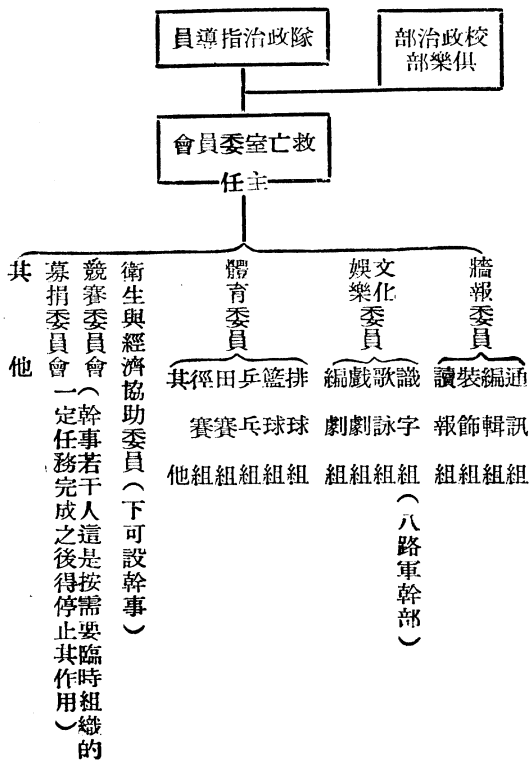 校政治部
俱樂部
隊政治指導員
救亡室委員會
主任
牆報委員
通訊組
編輯組
裝飾組
讀報組
文化
娛樂委員
識字組(八路軍幹部)
歌詠組
戲劇組
編劇組
體育委員
排球組
籃球組
乒乓組
田賽組
徑賽組
其他
衛生與經濟協助委員(下可設幹事)
競賽委員會(幹事若干人這是按需要臨時組織的
募捐委員會一定任務完成之後得停止其作用)
其他